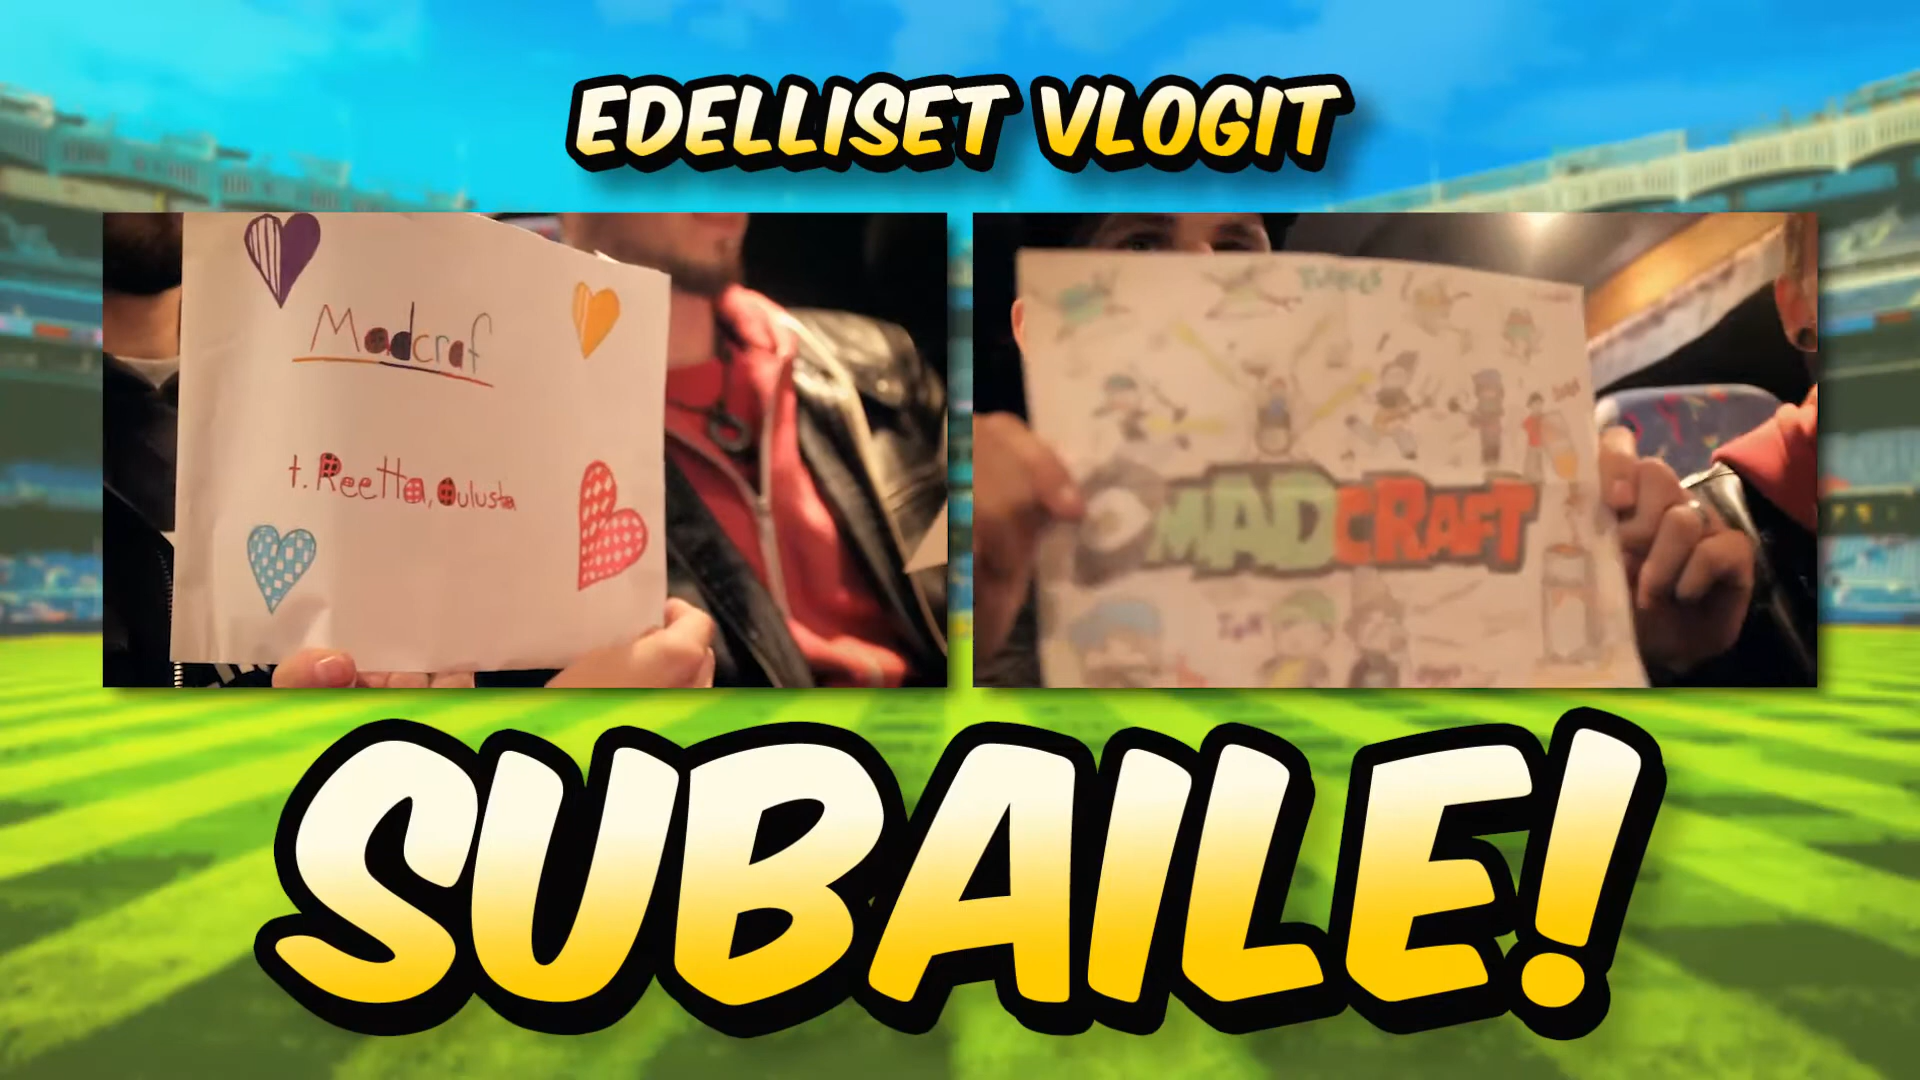 EDELLISET VLOGIT
Madcraf
t. Reetta, Oulusta
MADCRAFT
SUBAILE!